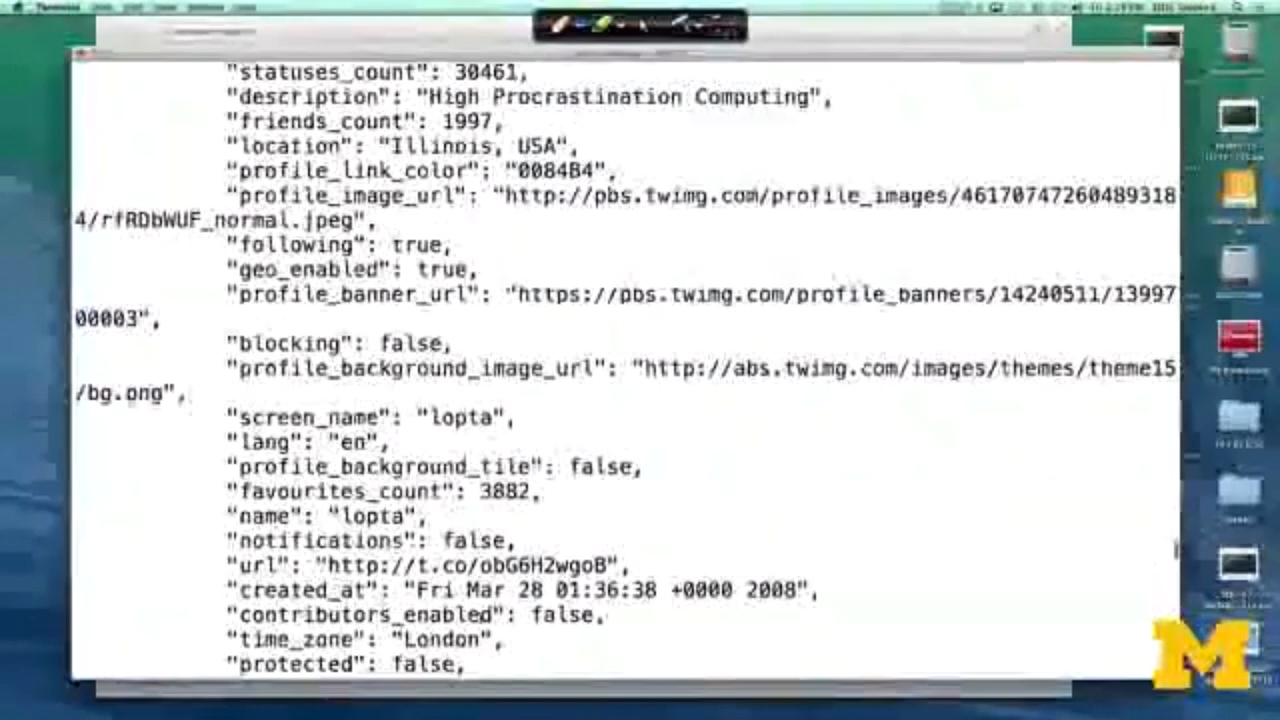 "statuses_count": 30461,
"description": "High Procrastination Computing",
"friends_count": 1997,
"location": "Illinois, USA",
"profile_link_color": "0084B4",
"profile_image_url": "http://pbs.twimg.com/profile_images/46170747260489318
4/rfRDbWUF_normal.jpeg",
"following": true,
"geo_enabled": true,
"profile_banner_url": "https://pbs.twimg.com/profile_banners/14240511/13997
00003",
"blocking": false,
"profile_background_image_url": "http://abs.twimg.com/images/themes/theme15
/bg.png",
"screen_name": "lopta",
"lang": "en",
"profile_background_tile": false,
"favourites_count": 3882,
"name": "lopta",
"notifications": false,
"url": "http://t.co/obG6H2wgoB",
"created_at": "Fri Mar 28 01:36:38 +0000 2008",
"contributors_enabled": false,
"time_zone": "London",
"protected": false,
M